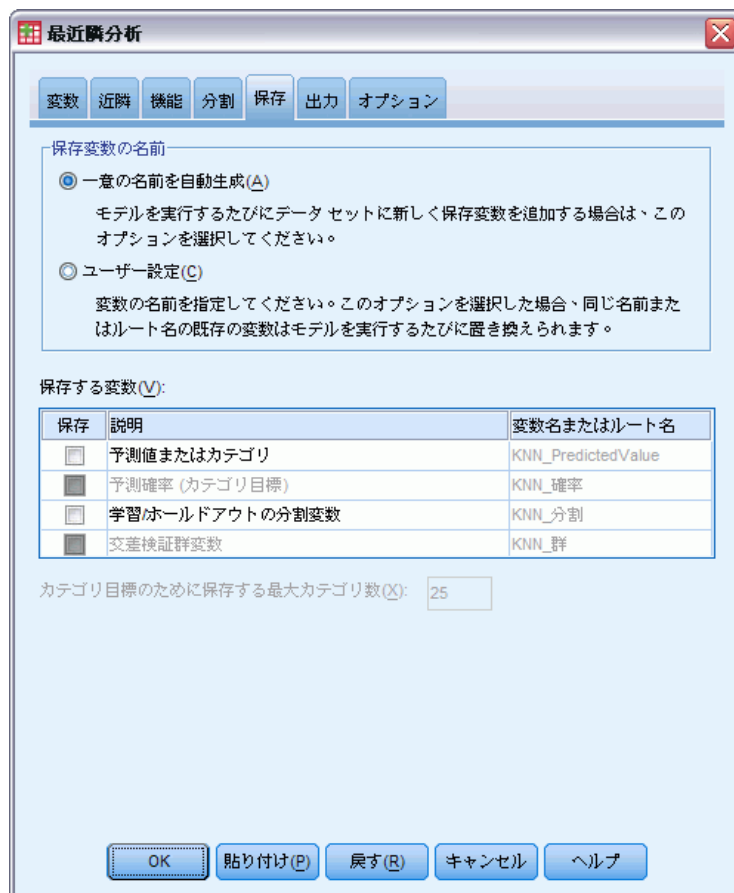 最近隣分析
変数 近隣 機能 分割 保存 出力 オプション
保存変数の名前
一意の名前を自動生成(A)
モデルを実行するたびにデータ セットに新しく保存変数を追加する場合は、この
オプションを選択してください。
ユーザー設定(C)
変数の名前を指定してください。このオプションを選択した場合、同じ名前また
はルート名の既存の変数はモデルを実行するたびに置き換えられます。
保存する変数(V):
保存 説明 変数名またはルート名
予測値またはカテゴリ KNN_PredictedValue
予測確率 (カテゴリ目標) KNN_確率
学習/ホールドアウトの分割変数 KNN_分割
交差検証群変数 KNN_群
カテゴリ目標のために保存する最大カテゴリ数(X): 25
OK 貼り付け(P) 戻す(R) キャンセル ヘルプ